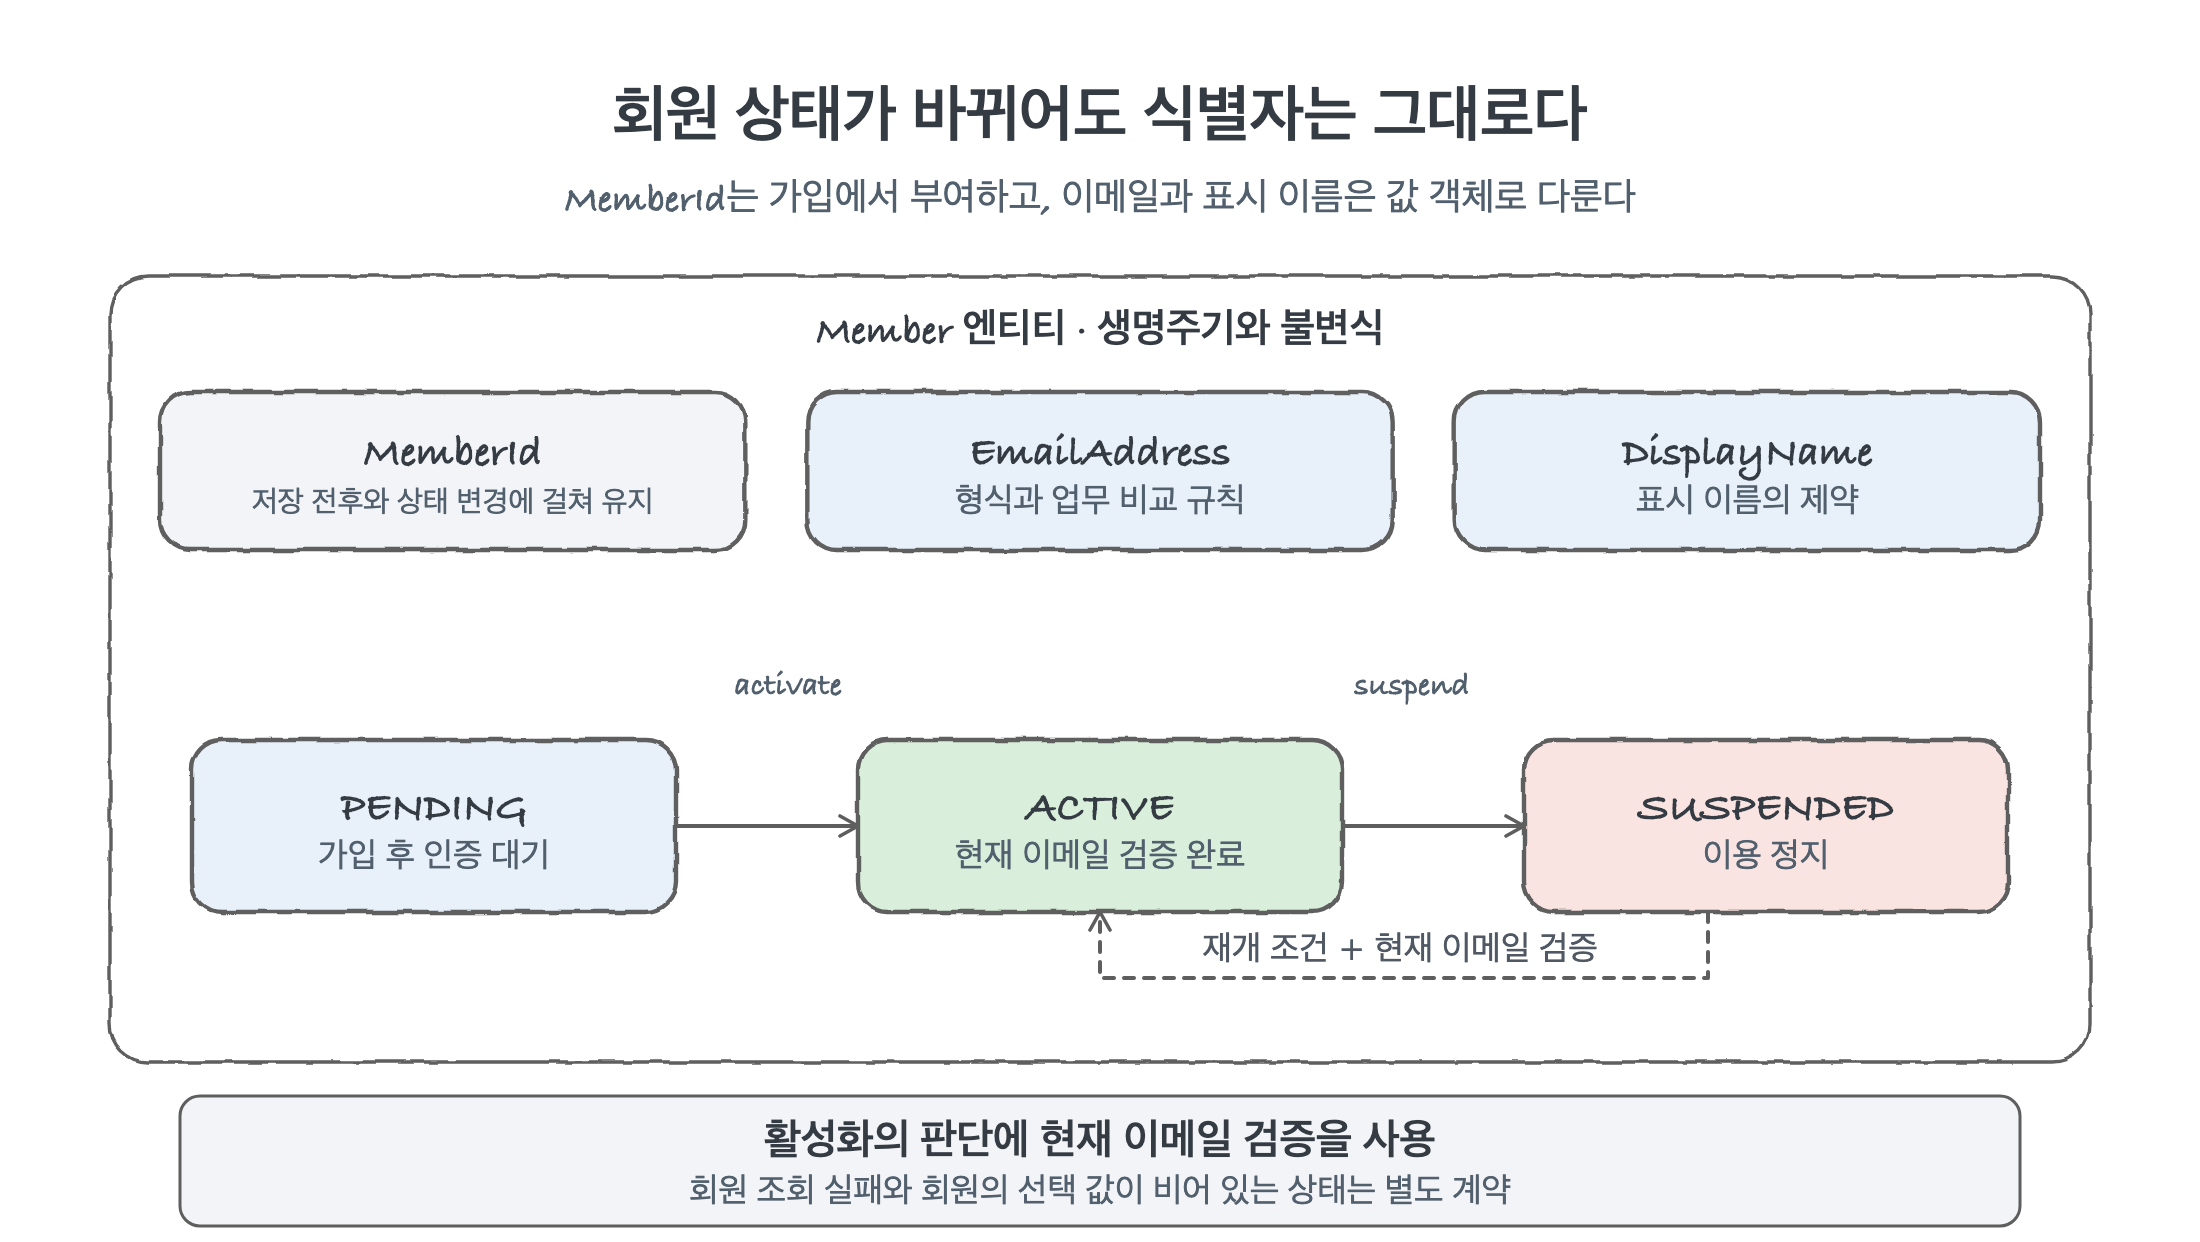 회원 상태가 바뀌어도 식별자는 그대로다
MemberId는 가입에서 부여하고, 이메일과 표시 이름은 값 객체로 다룬다
Member 엔티티 · 생명주기와 불변식
MemberId
저장 전후와 상태 변경에 걸쳐 유지
EmailAddress
형식과 업무 비교 규칙
DisplayName
표시 이름의 제약
activate
suspend
PENDING
가입 후 인증 대기
ACTIVE
현재 이메일 검증 완료
SUSPENDED
이용 정지
재개 조건 + 현재 이메일 검증
활성화의 판단에 현재 이메일 검증을 사용
회원 조회 실패와 회원의 선택 값이 비어 있는 상태는 별도 계약